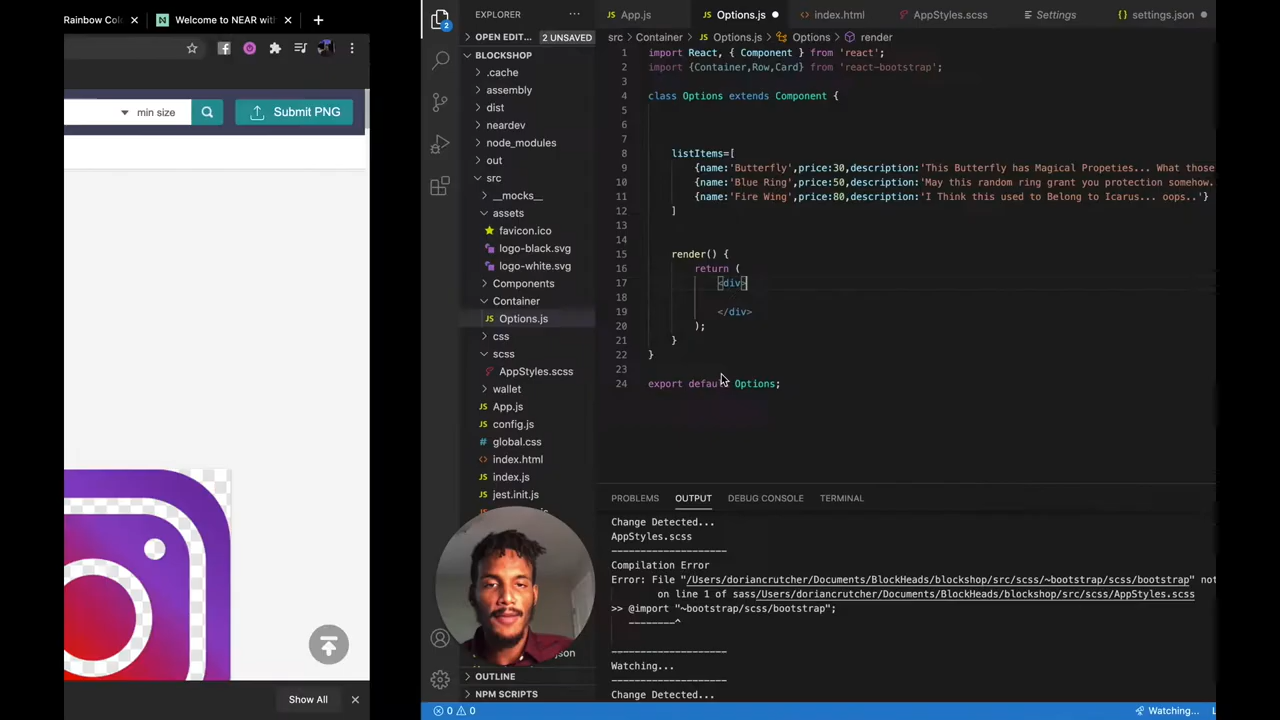 Rainbow Colo
Welcome to NEAR with
min size
Submit PNG
Show All
2
EXPLORER
OPEN EDIT...
2 UNSAVED
BLOCKSHOP
.cache
assembly
dist
neardev
node_modules
out
src
__mocks__
assets
favicon.ico
logo-black.svg
logo-white.svg
Components
Container
Options.js
css
scss
AppStyles.scss
wallet
App.js
config.js
global.css
index.html
index.js
jest.init.js
json
OUTLINE
NPM SCRIPTS
App.js
Options.js
index.html
AppStyles.scss
Settings
settings.json
src > Container > Options.js > Options > render
1 import React, { Component } from 'react';
2 import {Container,Row,Card} from 'react-bootstrap';
3
4 class Options extends Component {
5
6
7
8 listItems=[
9 {name:'Butterfly',price:30,description:'This Butterfly has Magical Propeties... What those
10 {name:'Blue Ring',price:50,description:'May this random ring grant you protection somehow.
11 {name:'Fire Wing',price:80,description:'I Think this used to Belong to Icarus... oops..'}
12 ]
13
14
15 render() {
16 return (
17 <div>
18
19 </div>
20 );
21 }
22 }
23
24 export default Options;
PROBLEMS
OUTPUT
DEBUG CONSOLE
TERMINAL
Change Detected...
AppStyles.scss
--------------------
Compilation Error
Error: File "/Users/doriancrutcher/Documents/BlockHeads/blockshop/src/scss/~bootstrap/scss/bootstrap" not
on line 1 of sass/Users/doriancrutcher/Documents/BlockHeads/blockshop/src/scss/AppStyles.scss
>> @import "~bootstrap/scss/bootstrap";
--------^
--------------------
Watching...
--------------------
Change Detected...
0 0
Watching...